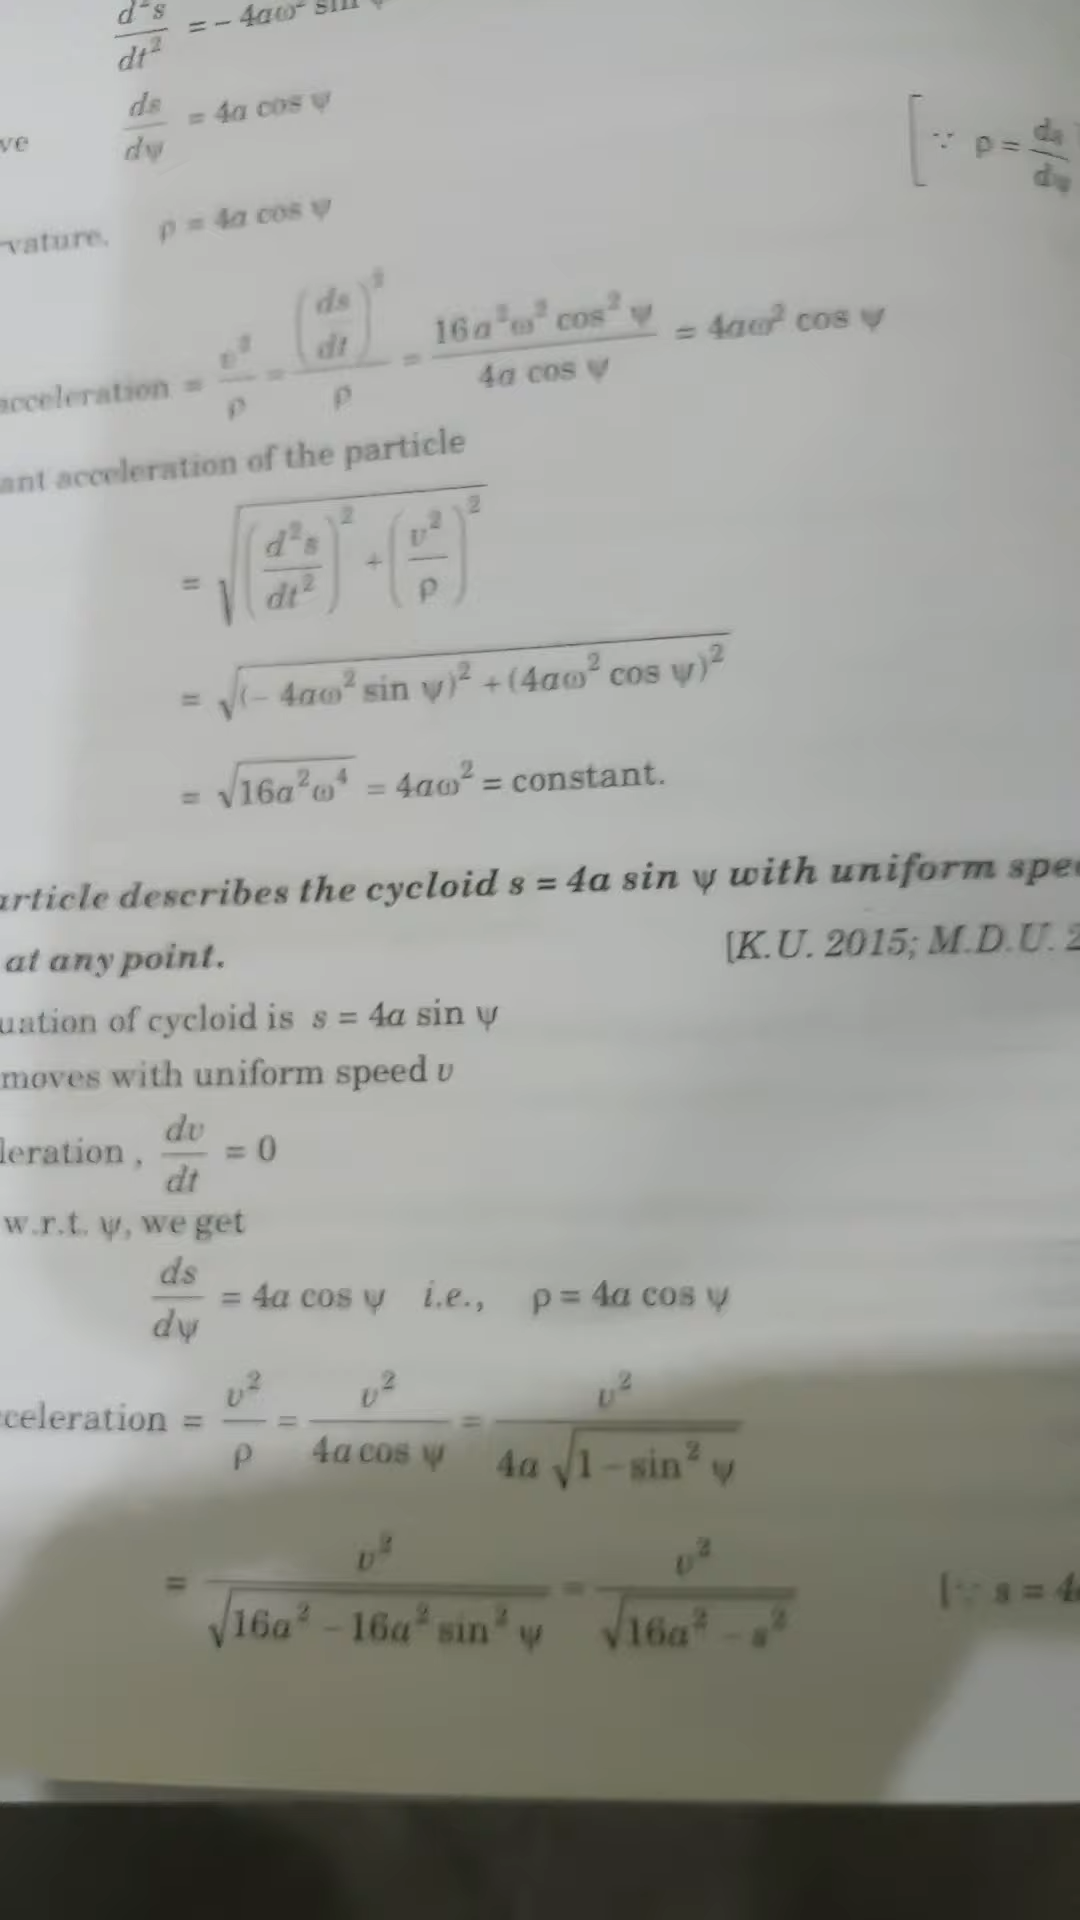 d²s/dt² = – 4aω² sin ψ
ds/dψ = 4a cos ψ
[∵ ρ = ds/dψ
vature, ρ = 4a cos ψ
acceleration = v²/ρ = (ds/dt)²/ρ = 16a²ω² cos² ψ / 4a cos ψ = 4aω² cos ψ
ant acceleration of the particle
= √((d²s/dt²)² + (v²/ρ)²)
= √((– 4aω² sin ψ)² + (4aω² cos ψ)²)
= √(16a²ω⁴) = 4aω² = constant.
article describes the cycloid s = 4a sin ψ with uniform spee
at any point. [K.U. 2015; M.D.U. 2
uation of cycloid is s = 4a sin ψ
moves with uniform speed v
leration , dv/dt = 0
w.r.t. ψ, we get
ds/dψ = 4a cos ψ i.e., ρ = 4a cos ψ
celeration = v²/ρ = v²/4a cos ψ = v²/4a √(1 – sin² ψ)
= v²/√(16a² – 16a² sin² ψ) = v²/√(16a² – s²) [∵ s = 4a